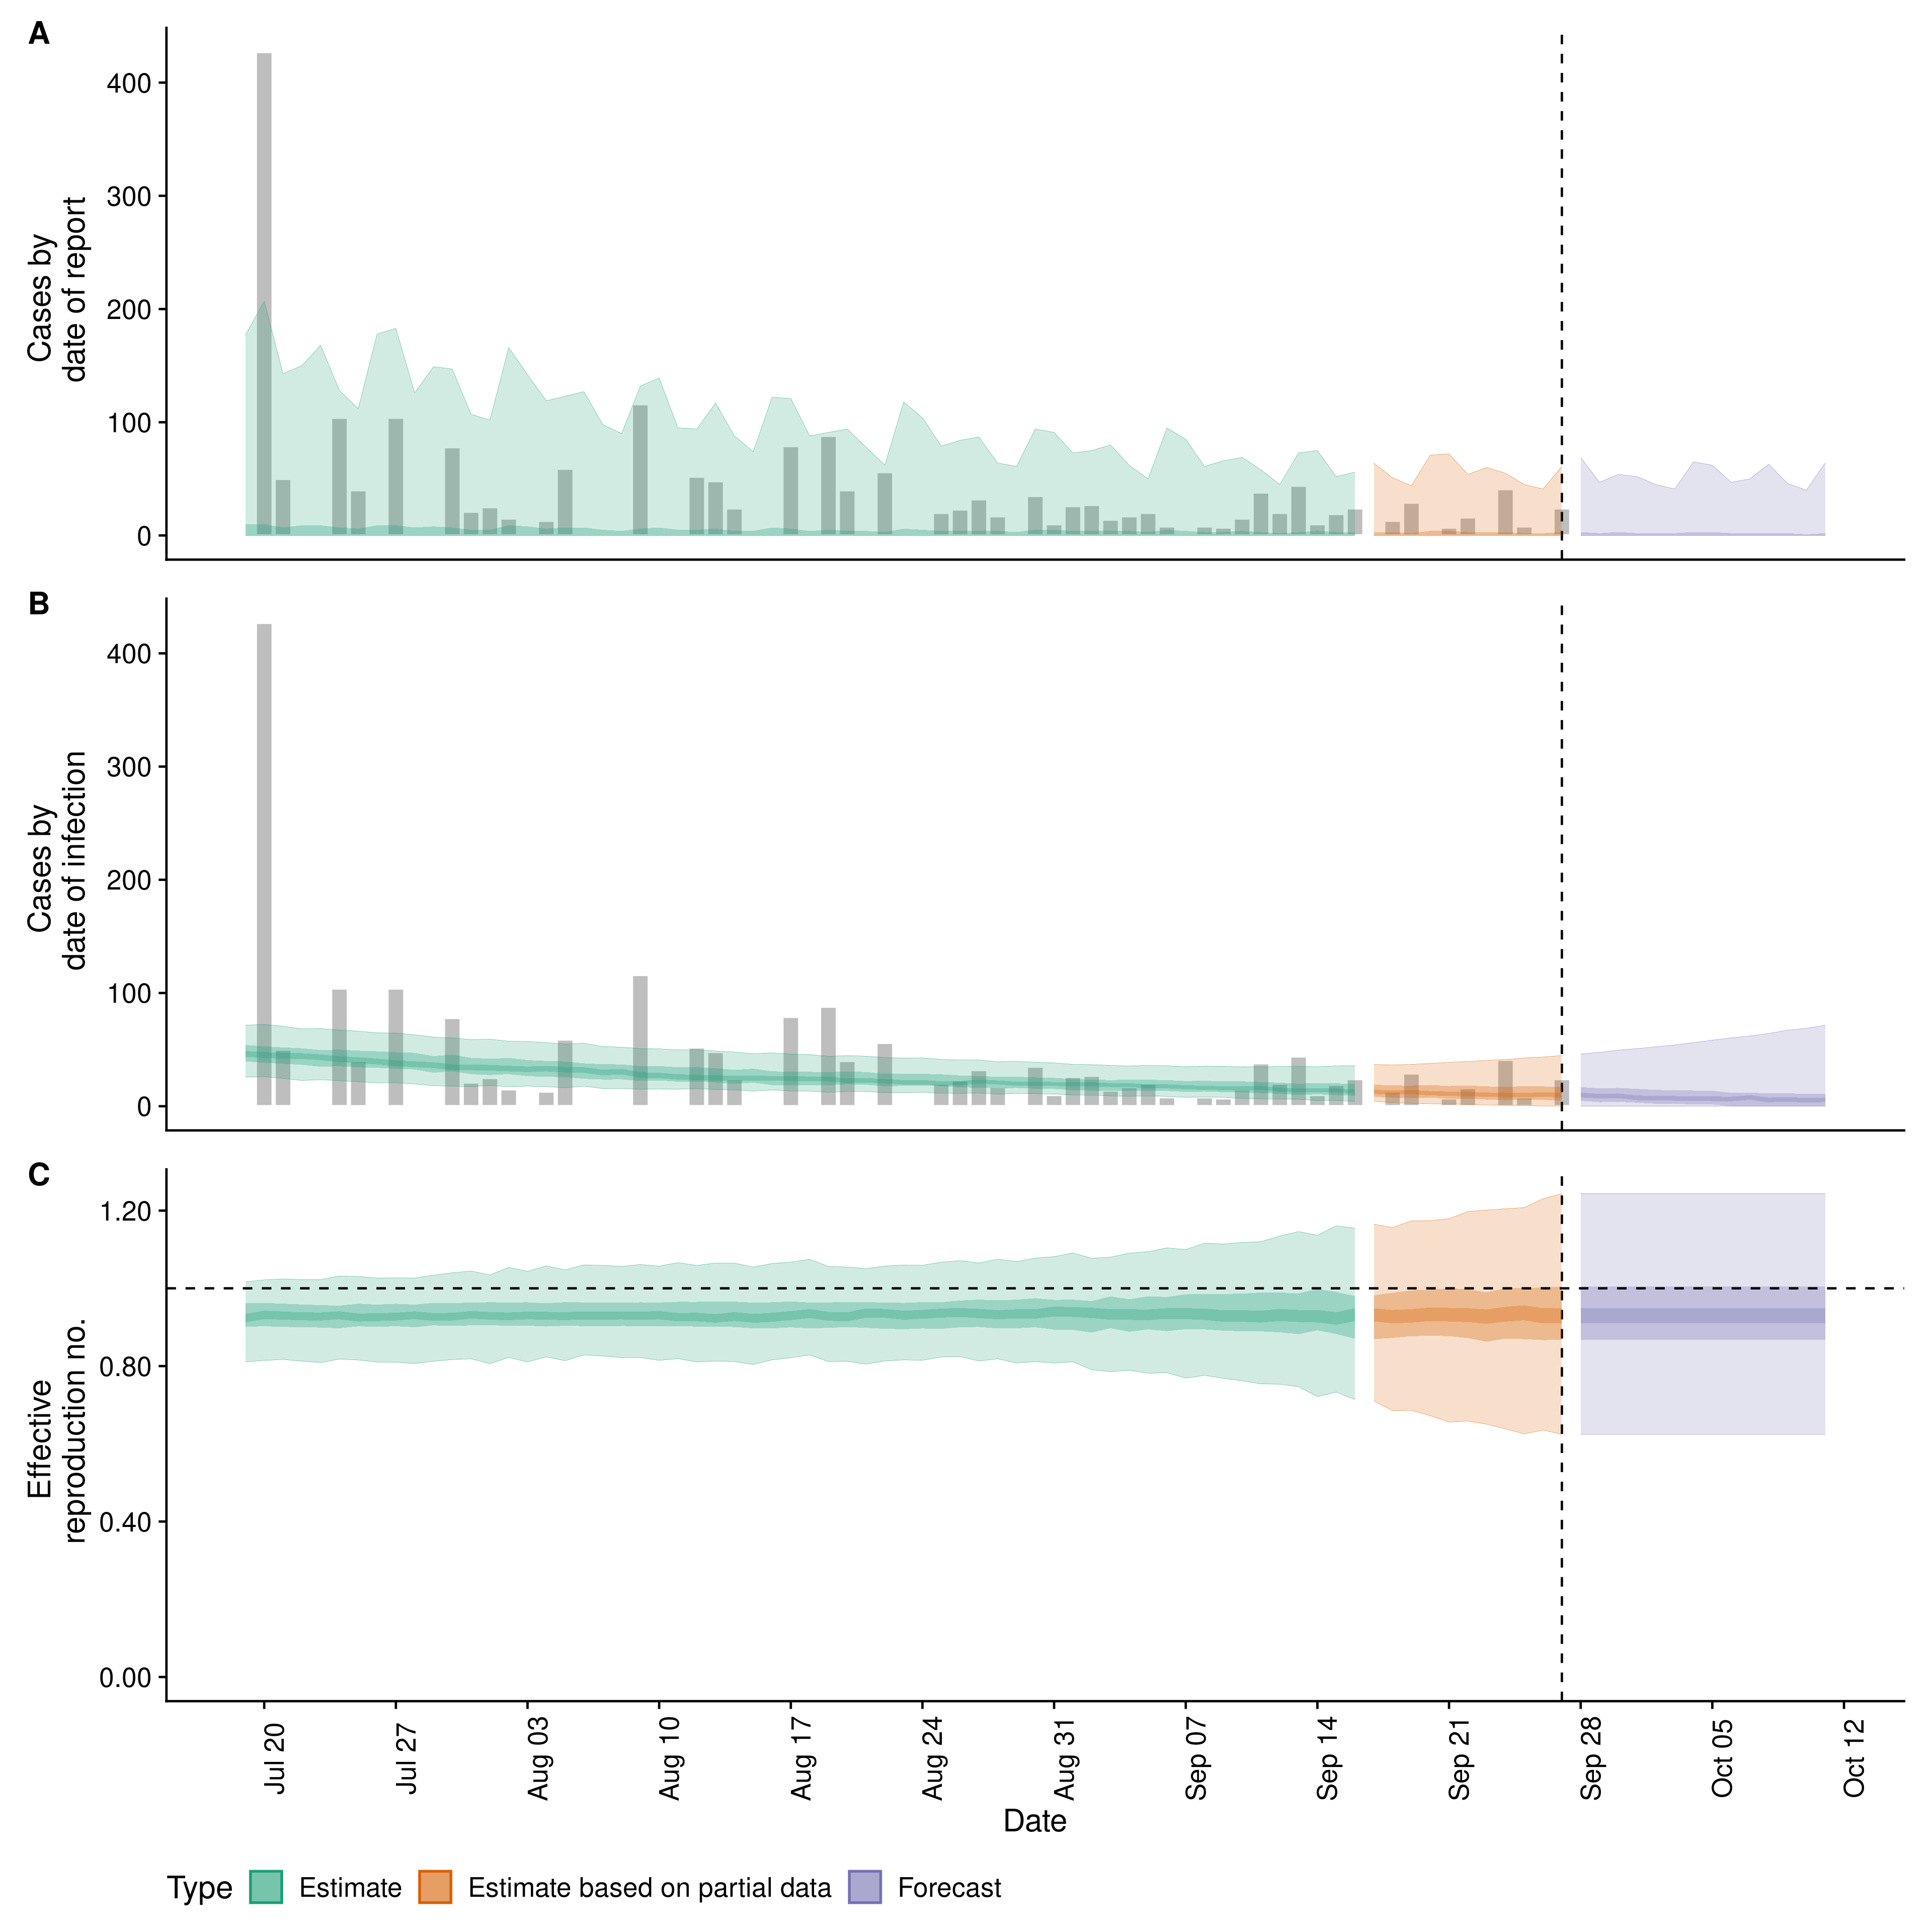 A
Cases by
date of report
400
300
200
100
0
B
Cases by
date of infection
400
300
200
100
0
C
Effective
reproduction no.
1.20
0.80
0.40
0.00
Jul 20
Jul 27
Aug 03
Aug 10
Aug 17
Aug 24
Aug 31
Sep 07
Sep 14
Sep 21
Sep 28
Oct 05
Oct 12
Date
Type Estimate Estimate based on partial data Forecast